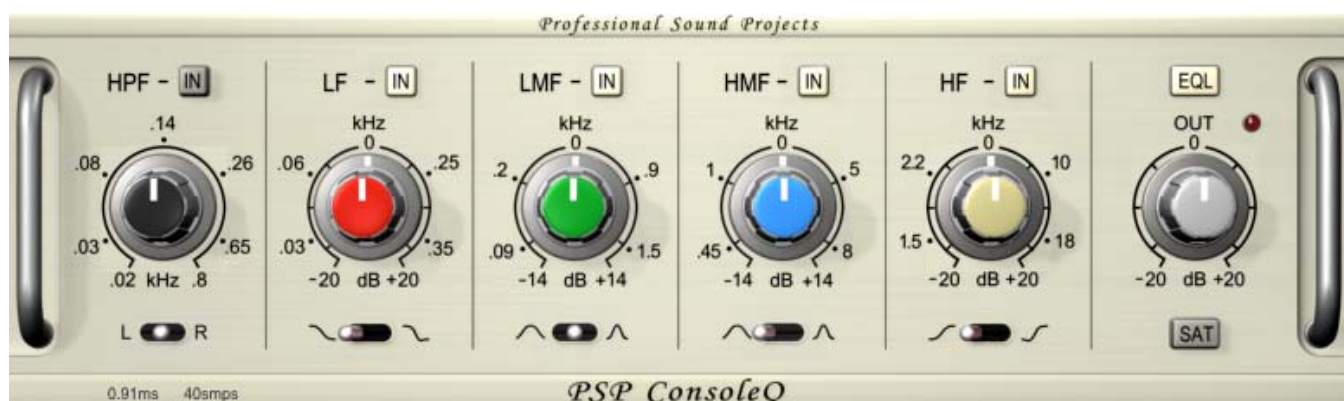 Professional Sound Projects
HPF - IN LF - IN LMF - IN HMF - IN HF - IN EQL
.14 kHz kHz kHz kHz OUT
0 0 0 0 0
.08 .26 .06 .25 .2 .9 1 5 2.2 10
.03 .65 .03 .35 .09 1.5 .45 8 1.5 18
.02 kHz .8 -20 dB +20 -14 dB +14 -14 dB +14 -20 dB +20 -20 +20
L R SAT
0.91ms 40smps PSP ConsoleQ